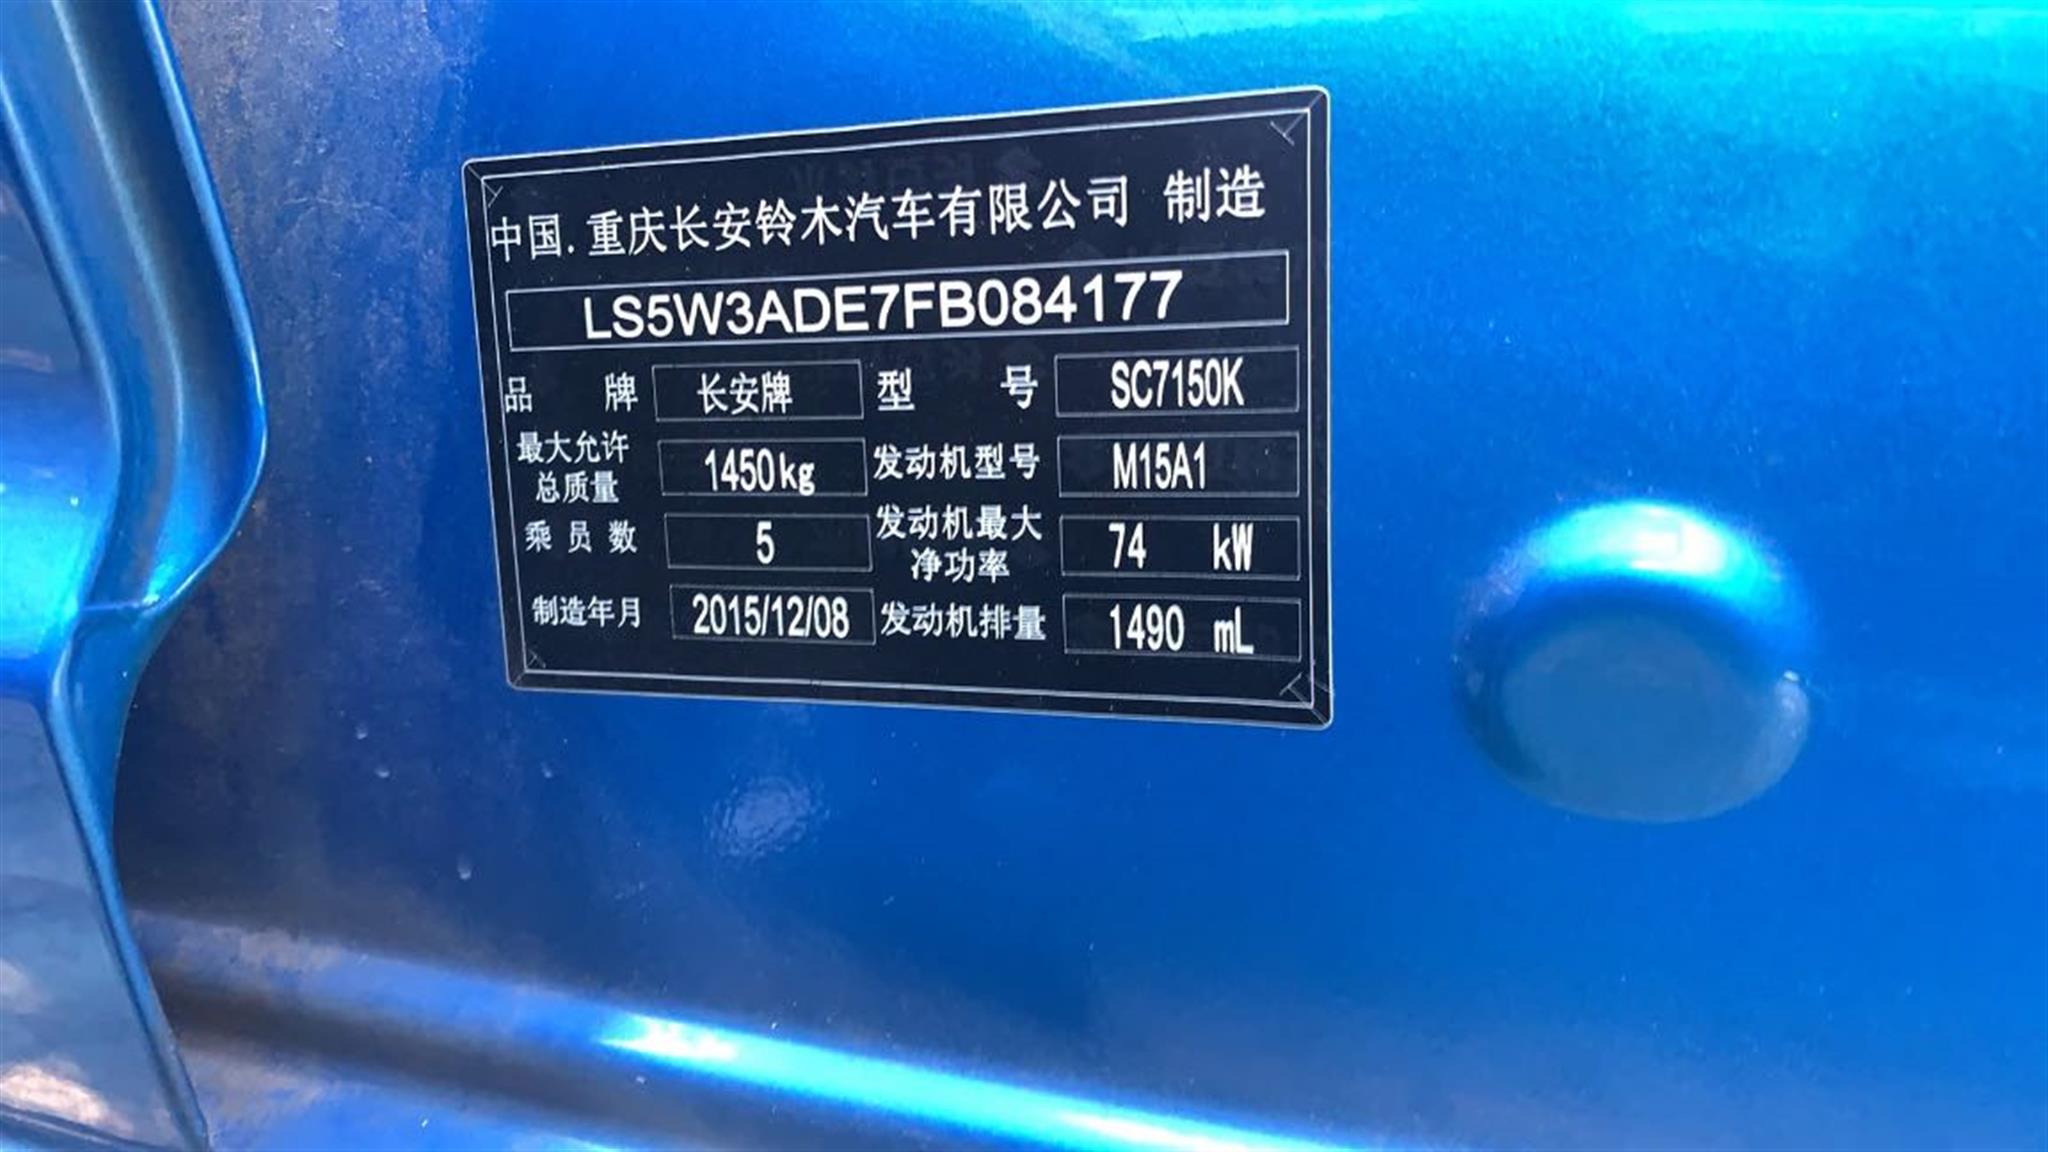 中国.重庆长安铃木汽车有限公司 制造
LS5W3ADE7FB084177
品 牌 长安牌 型 号 SC7150K
最大允许总质量 1450kg 发动机型号 M15A1
乘员数 5 发动机最大净功率 74 kW
制造年月 2015/12/08 发动机排量 1490 mL